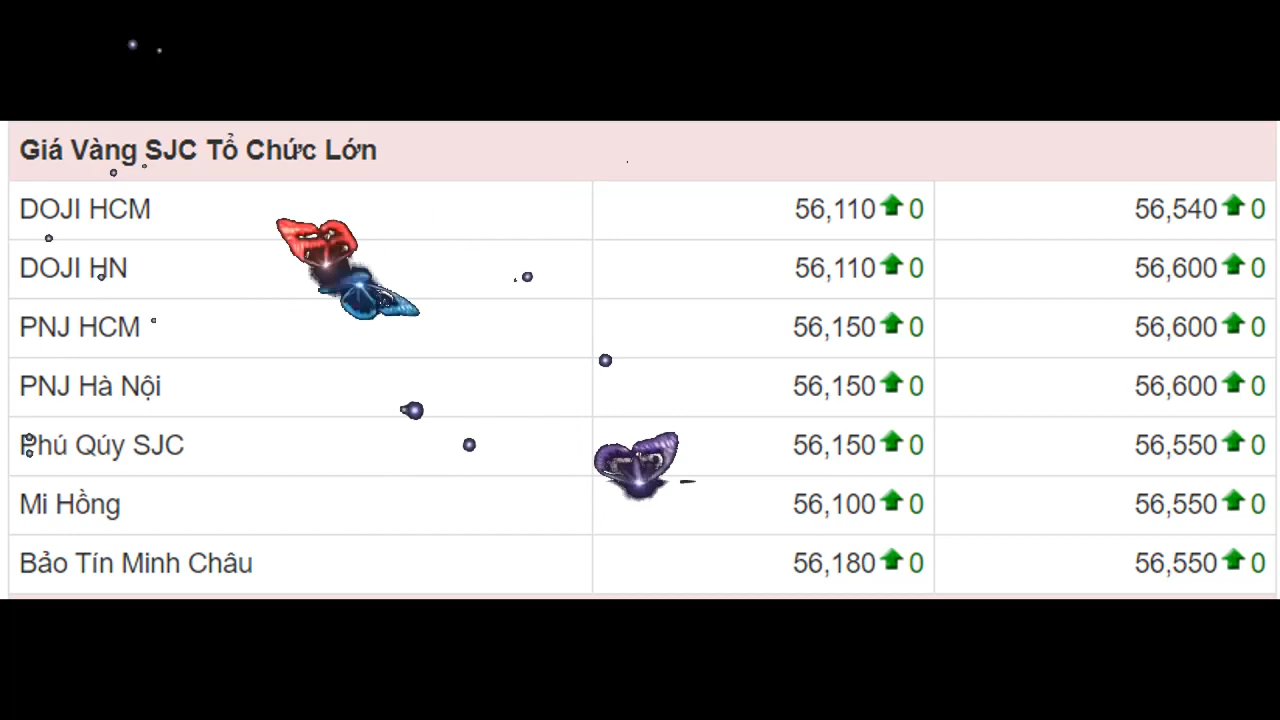 Giá Vàng SJC Tổ Chức Lớn
DOJI HCM 56,110 0 56,540 0
DOJI HN 56,110 0 56,600 0
PNJ HCM 56,150 0 56,600 0
PNJ Hà Nội 56,150 0 56,600 0
Phú Qúy SJC 56,150 0 56,550 0
Mi Hồng 56,100 0 56,550 0
Bảo Tín Minh Châu 56,180 0 56,550 0